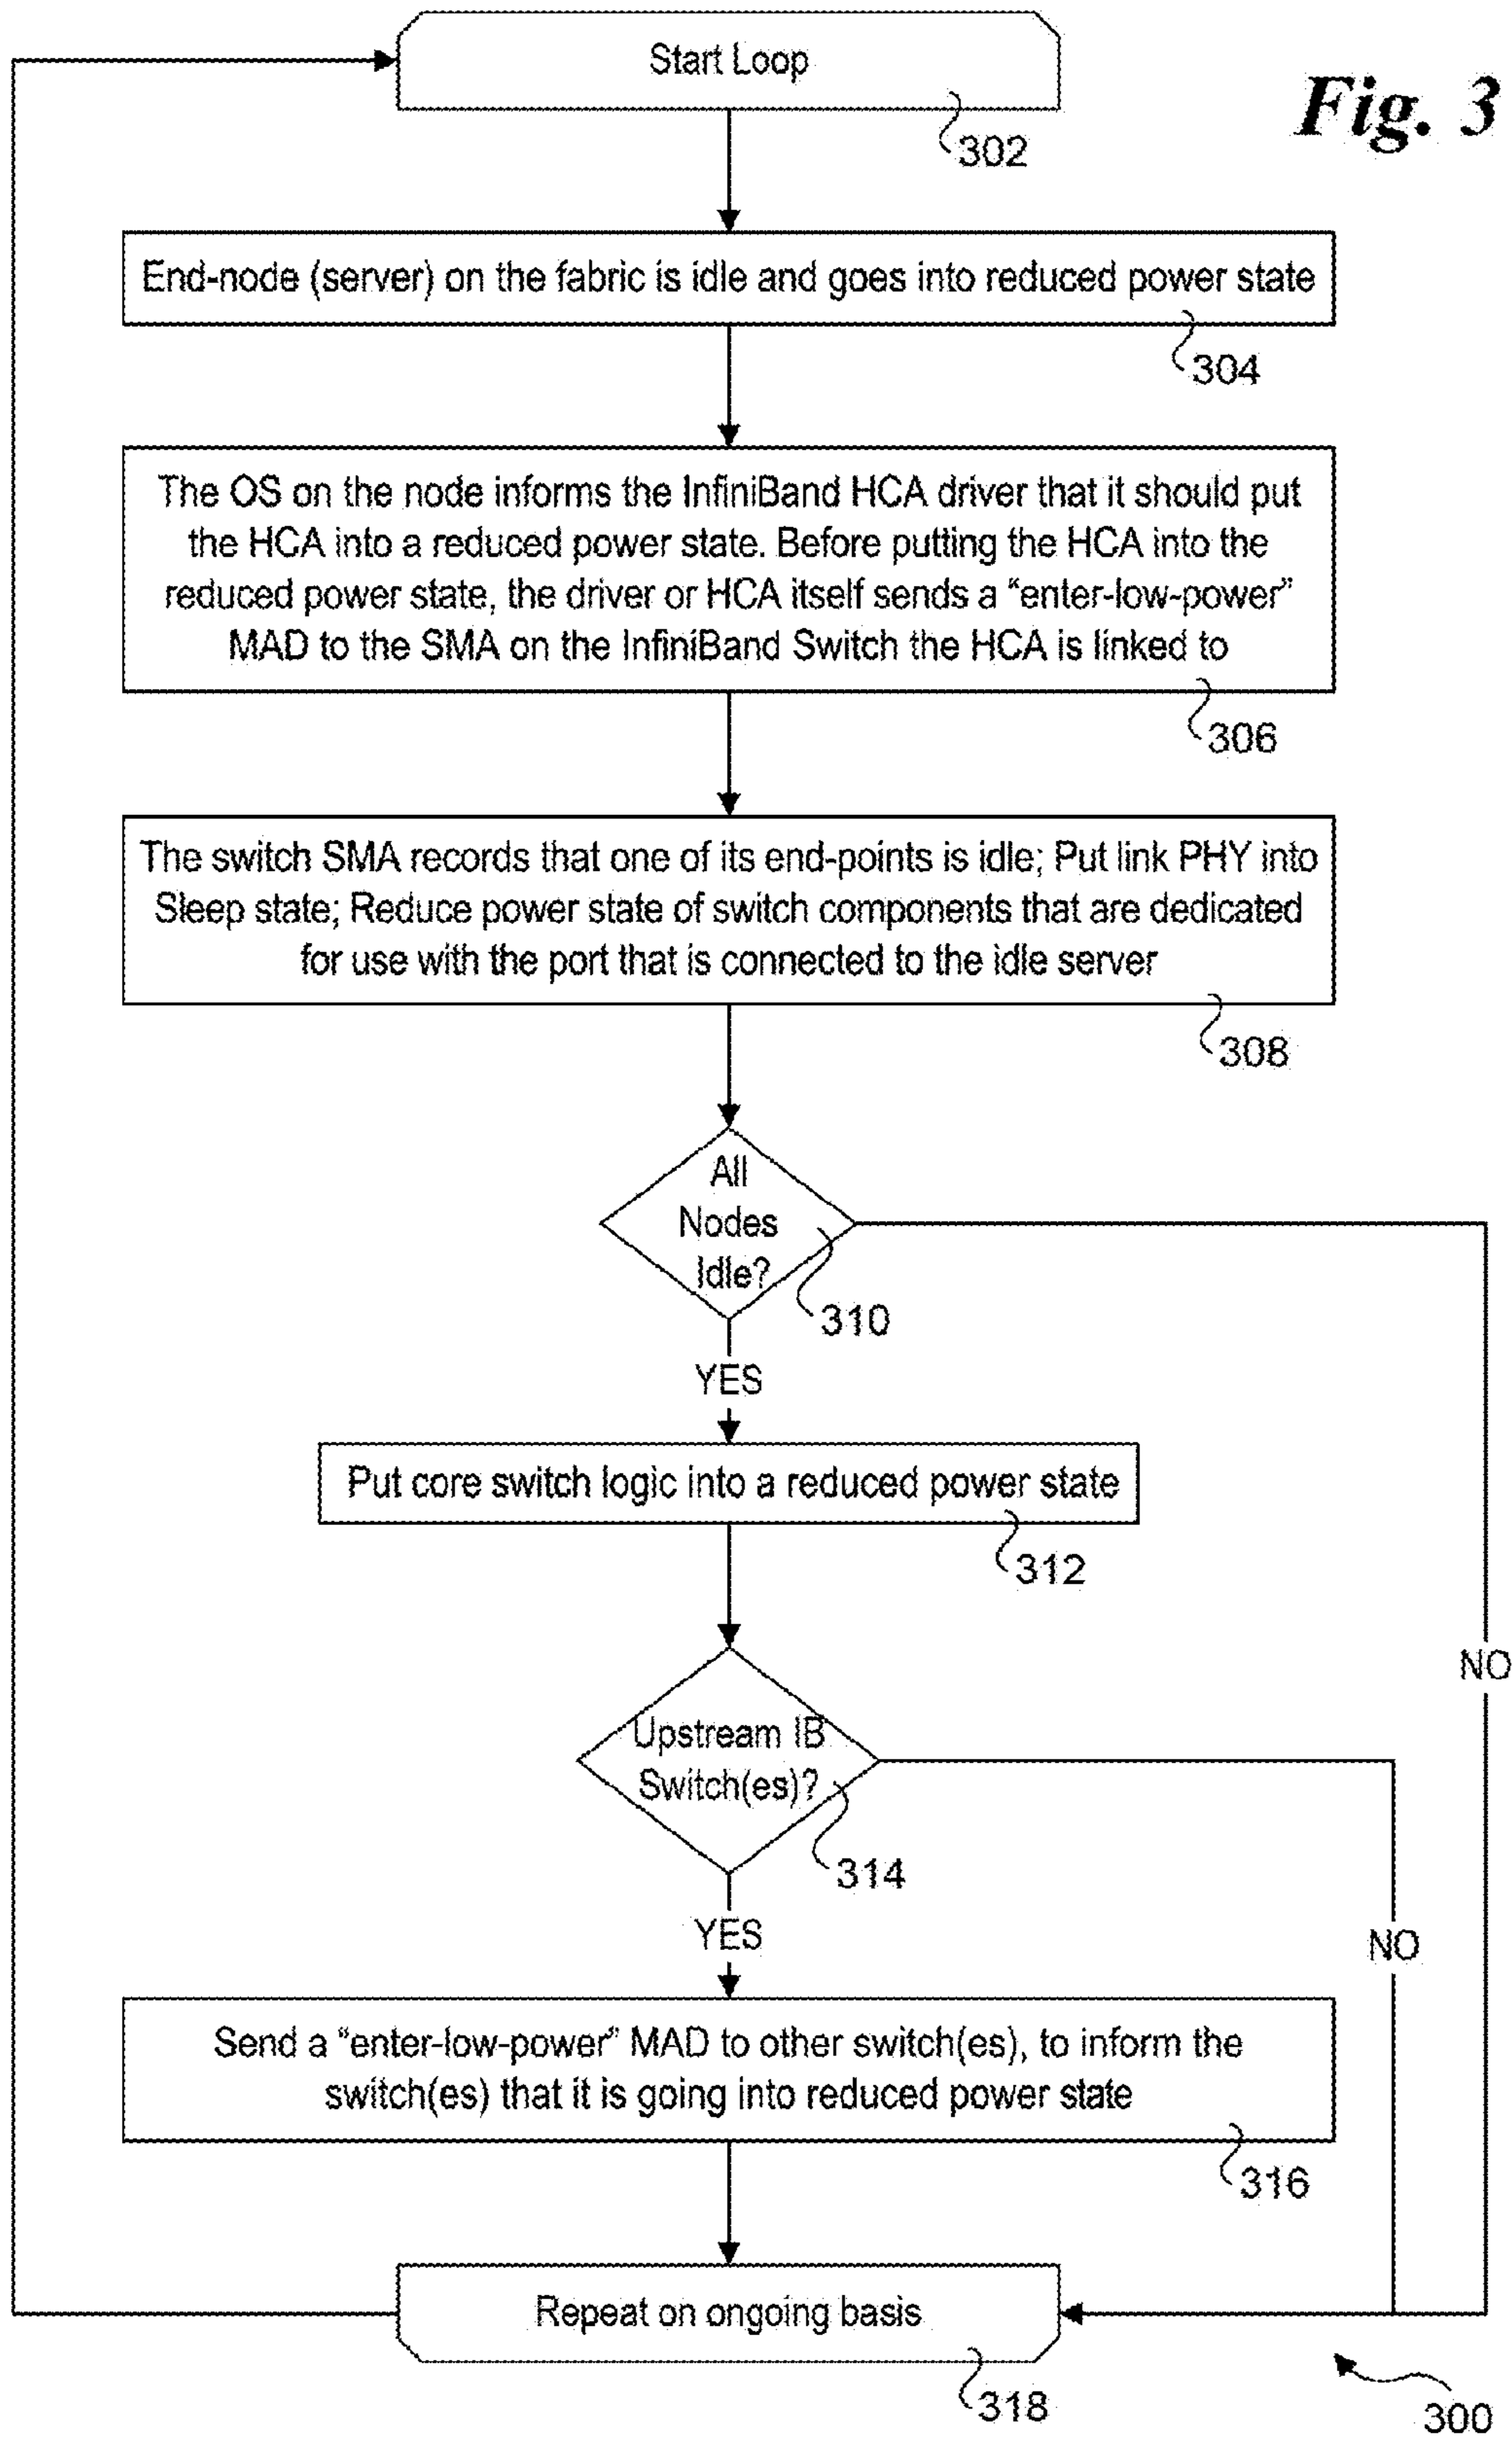 Start Loop
Fig. 3
302
End-node (server) on the fabric is idle and goes into reduced power state
304
The OS on the node informs the InfiniBand HCA driver that it should put
the HCA into a reduced power state. Before putting the HCA into the
reduced power state, the driver or HCA itself sends a “enter-low-power”
MAD to the SMA on the InfiniBand Switch the HCA is linked to
306
The switch SMA records that one of its end-points is idle; Put link PHY into
Sleep state; Reduce power state of switch components that are dedicated
for use with the port that is connected to the idle server
308
All
Nodes
Idle?
310
YES
Put core switch logic into a reduced power state
312
NO
Upstream IB
Switch(es)?
314
YES
NO
Send a “enter-low-power” MAD to other switch(es), to inform the
switch(es) that it is going into reduced power state
316
Repeat on ongoing basis
318
300